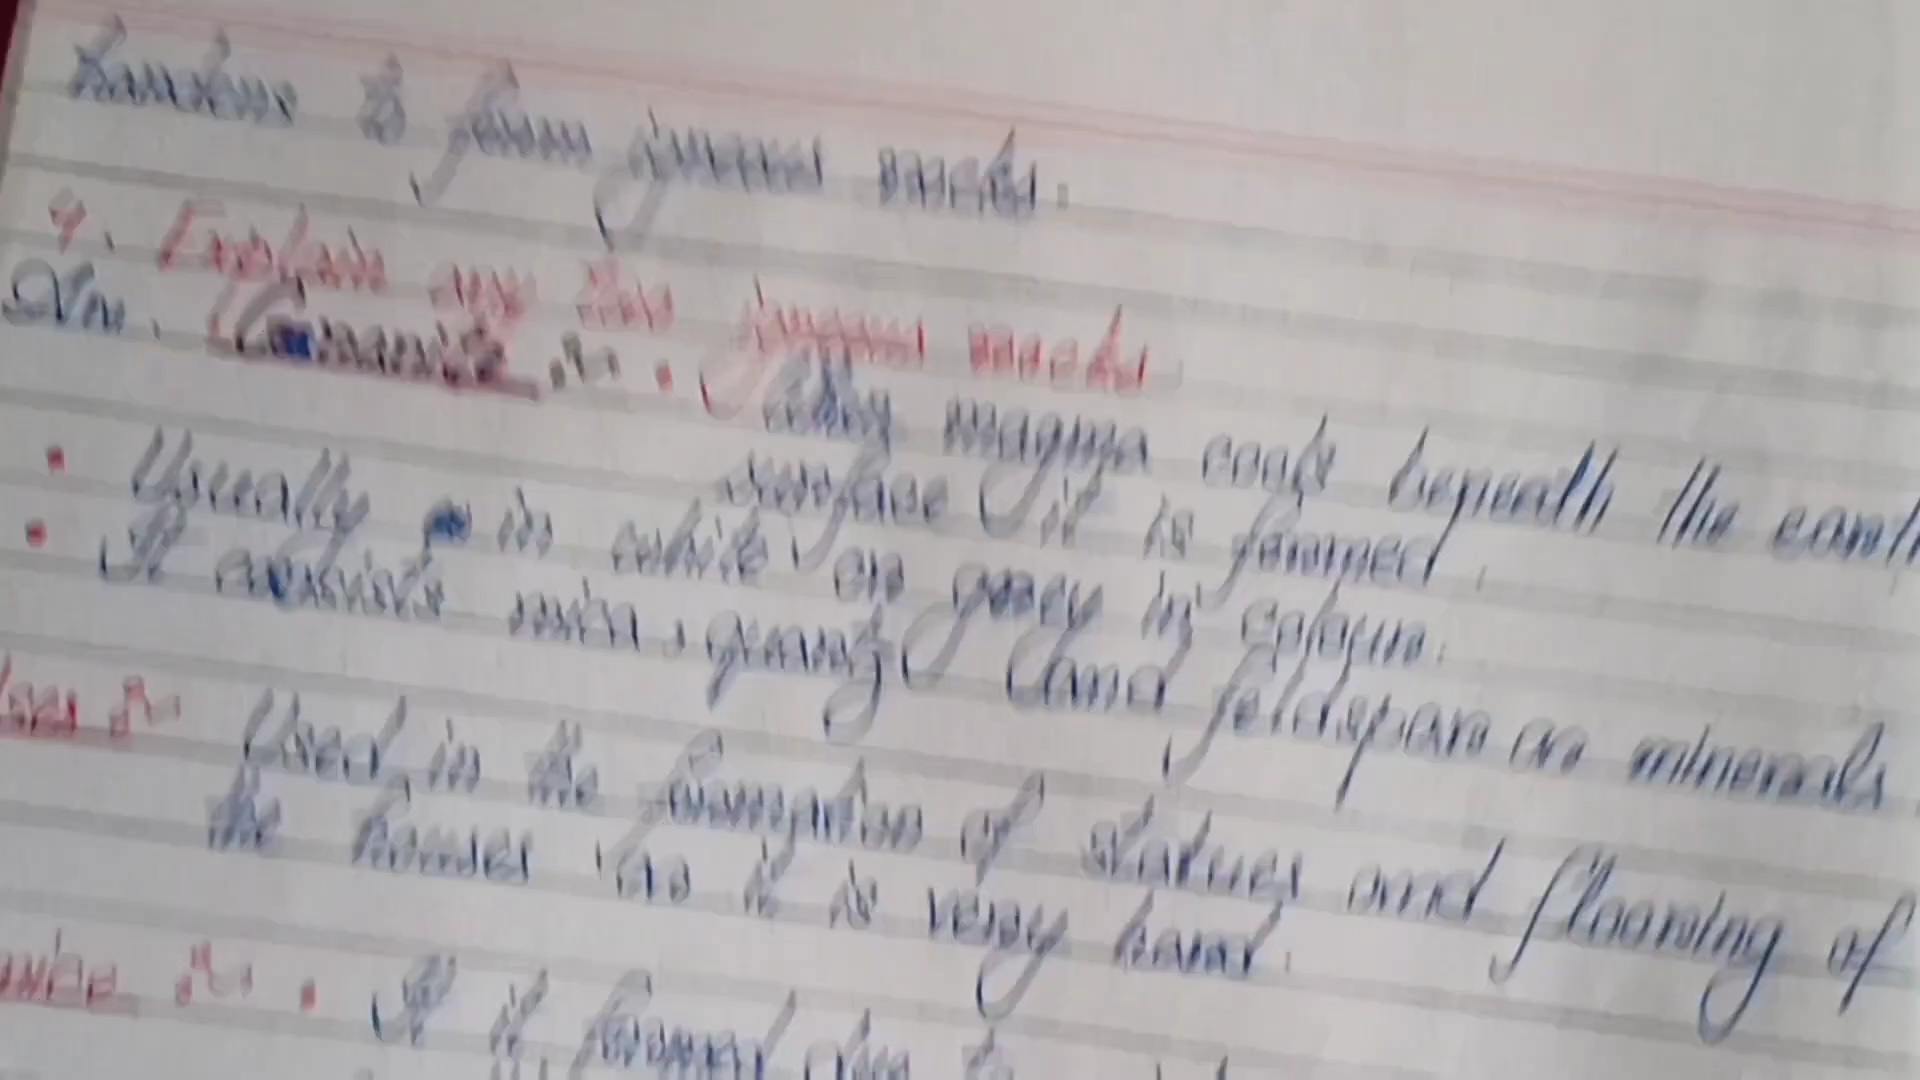 to form igneous rocks.
4. Explain any two igneous rocks
Ans. Granite :~ • When magma cools beneath the earth
surface it is formed.
• Usually in white or grey in colour.
• It consists mica, quartz and feldspar as minerals.
Uses :~ Used in the formation of statues and flooring of
the houses as it is very hard.
:~ • It is formed due to